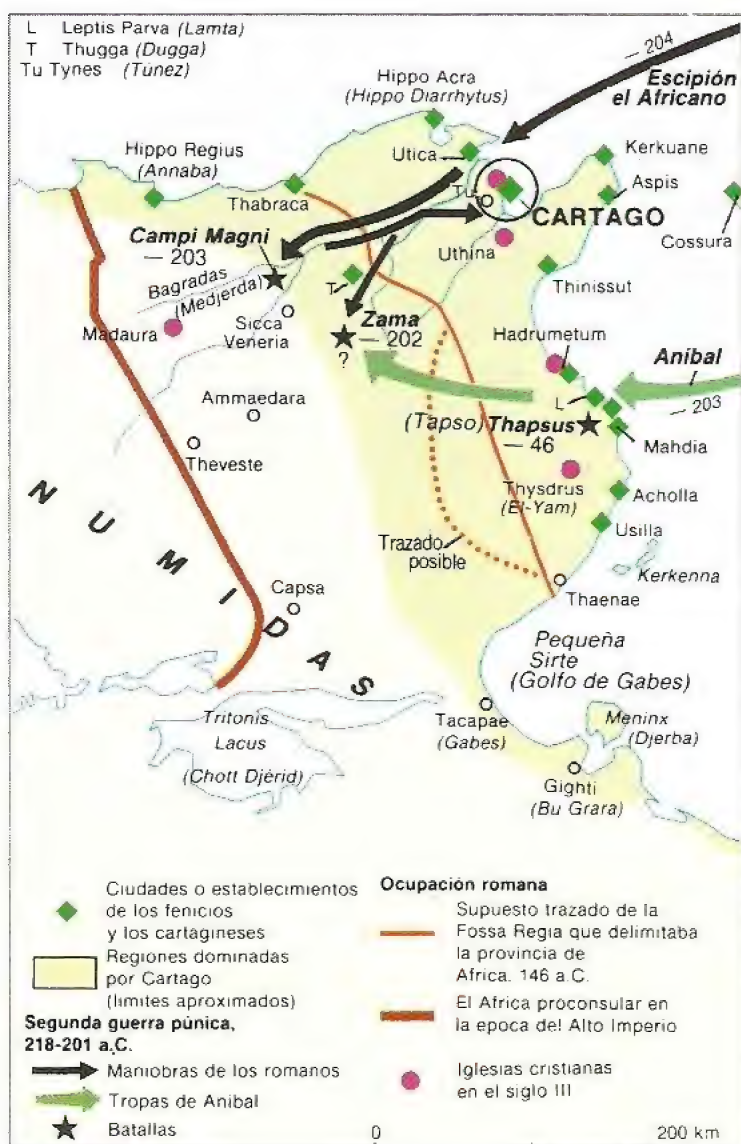 L Leptis Parva (Lamta)
T Thugga (Dugga)
Tu Tynes (Túnez)
— 204
Escipión
el Africano
Hippo Acra
(Hippo Diarrhytus)
Hippo Regius
(Annaba)
Utica
Kerkuane
Thabraca
Tu
Aspis
CARTAGO
Cossura
Campi Magni
— 203
Uthina
Bagradas
(Medjerda)
T
Thinissut
Madaura
Sicca
Veneria
Zama
— 202
?
Hadrumetum
Aníbal
— 203
L
Ammaedara
(Tapso) Thapsus
— 46
Mahdia
Theveste
Thysdrus
(El-Yam)
Acholla
Usilla
NUMIDAS
Trazado
posible
Kerkenna
Capsa
Thaenae
Pequeña
Sirte
(Golfo de Gabes)
Tritonis
Lacus
(Chott Djérid)
Tacapae
(Gabes)
Meninx
(Djerba)
Gighti
(Bu Grara)
Ciudades o establecimientos
de los fenicios
y los cartagineses
Regiones dominadas
por Cartago
(límites aproximados)
Segunda guerra púnica,
218-201 a.C.
Maniobras de los romanos
Tropas de Aníbal
Batallas
Ocupación romana
Supuesto trazado de la
Fossa Regia que delimitaba
la provincia de
Africa. 146 a.C.
El Africa proconsular en
la epoca del Alto Imperio
Iglesias cristianas
en el siglo III
0 200 km